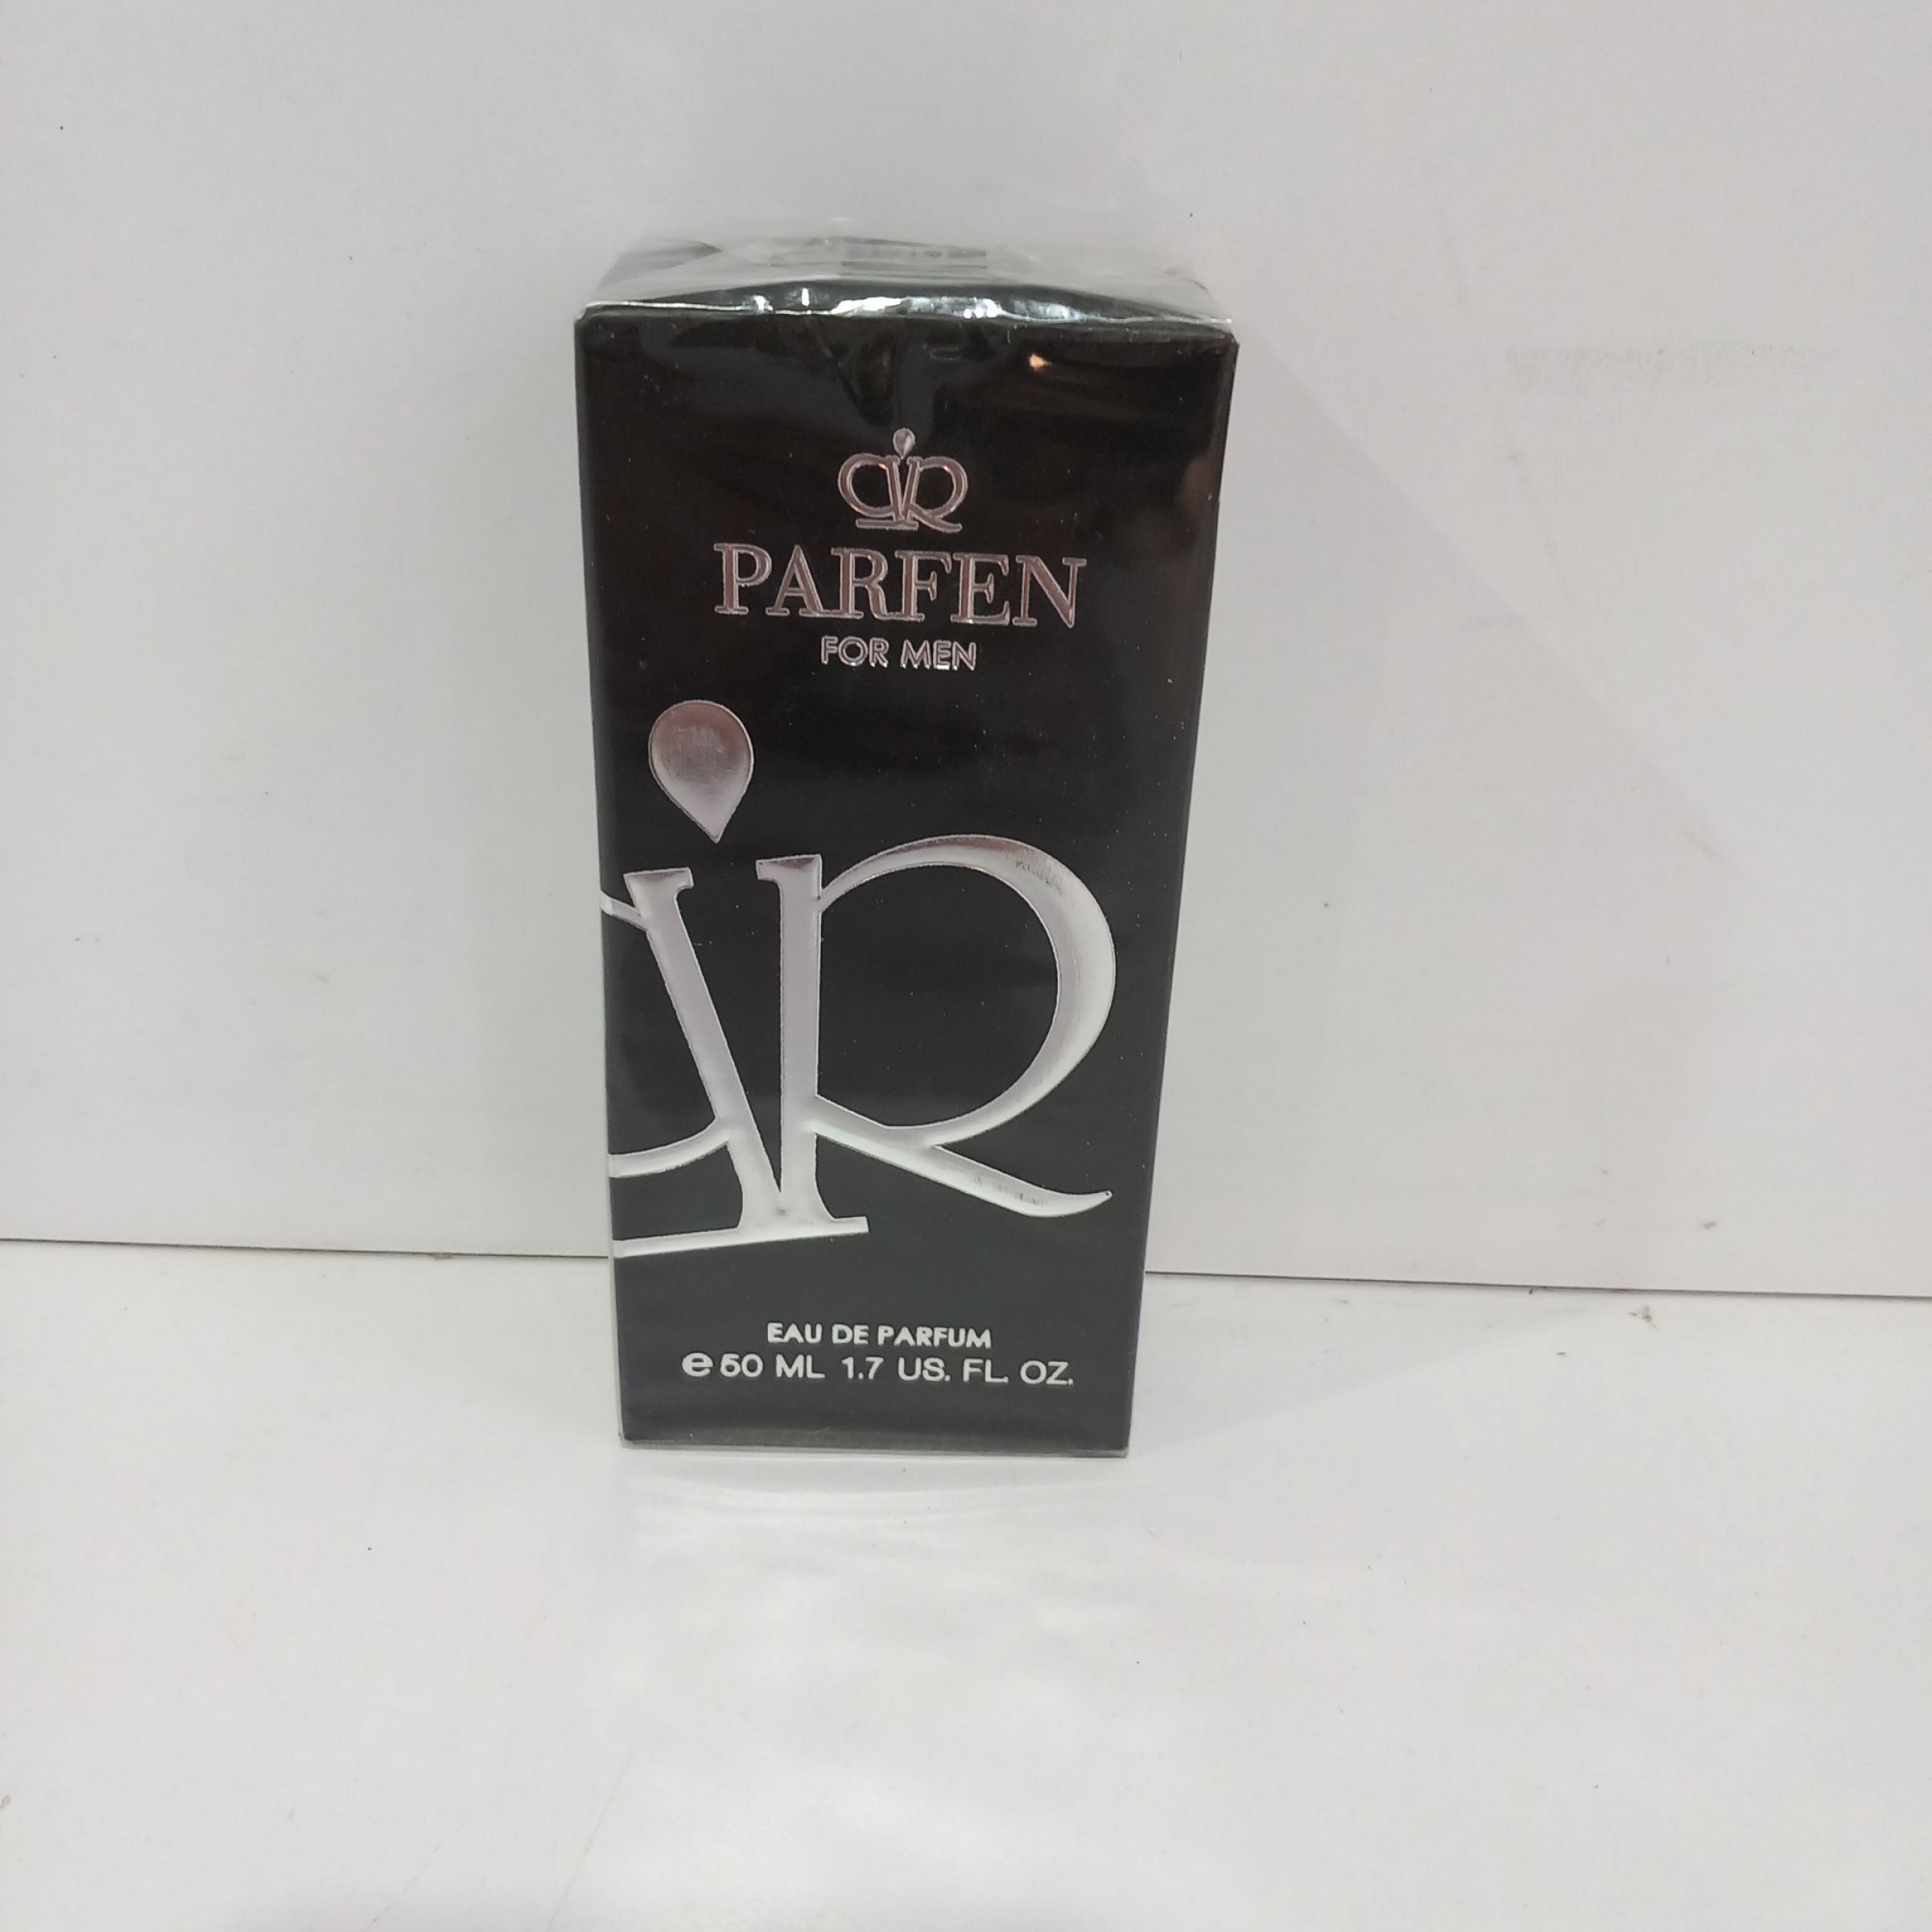 PARFEN
FOR MEN
EAU DE PARFUM
℮50 ML 1.7 US. FL. OZ.